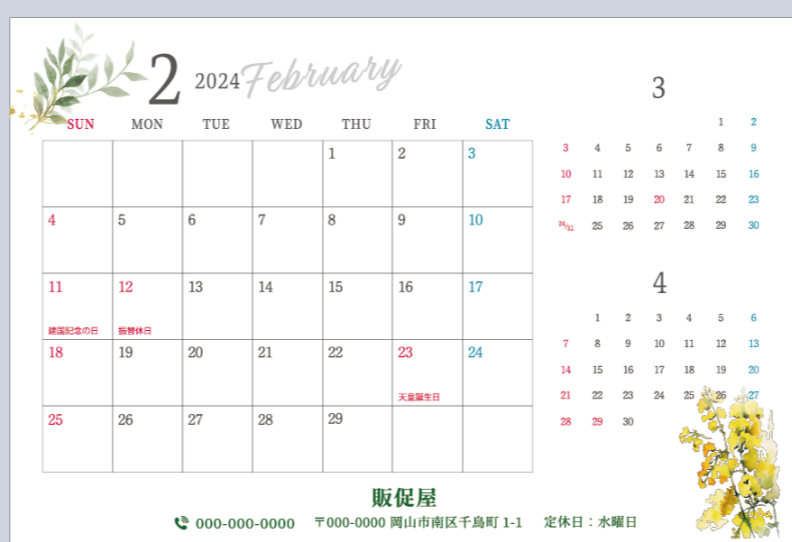 2 2024 February
SUN MON TUE WED THU FRI SAT
1 2 3
4 5 6 7 8 9 10
11 12 13 14 15 16 17
建国記念の日 振替休日
18 19 20 21 22 23 24
天皇誕生日
25 26 27 28 29
3
1 2
3 4 5 6 7 8 9
10 11 12 13 14 15 16
17 18 19 20 21 22 23
24/31 25 26 27 28 29 30
4
1 2 3 4 5 6
7 8 9 10 11 12 13
14 15 16 17 18 19 20
21 22 23 24 25 26 27
28 29 30
販促屋
000-000-0000 〒000-0000 岡山市南区千鳥町 1-1 定休日：水曜日